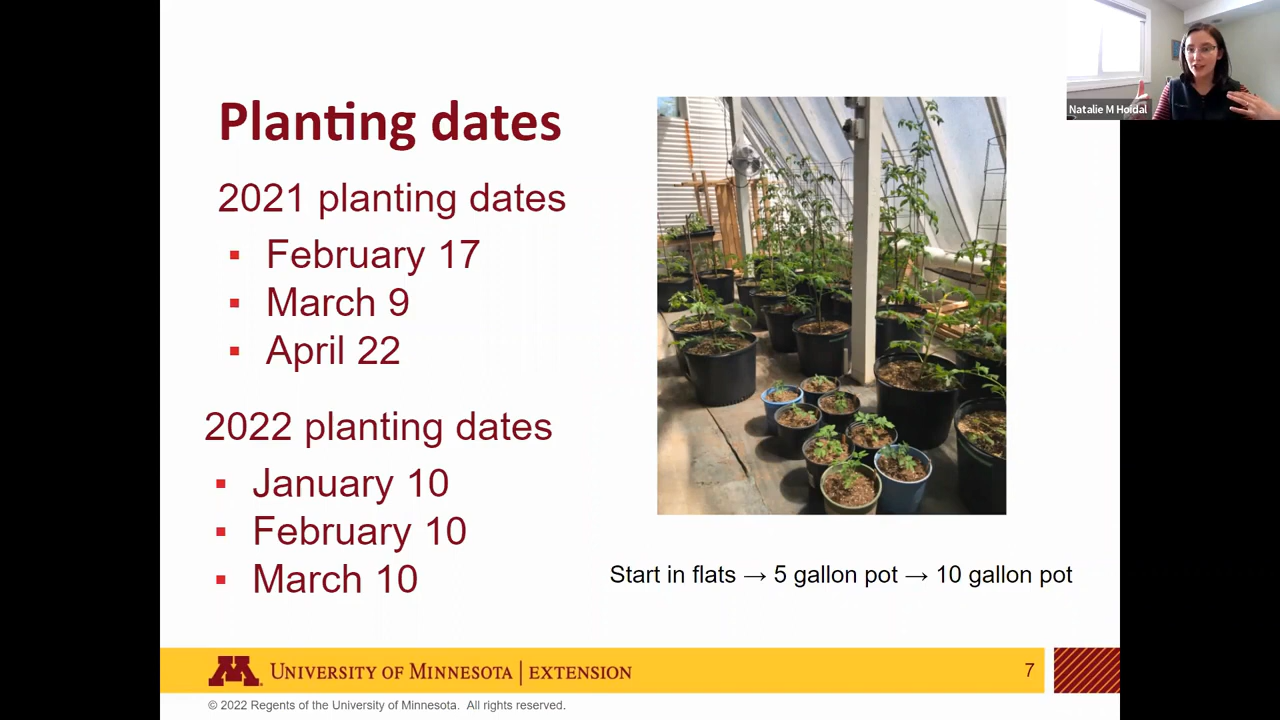 Planting dates
2021 planting dates
▪ February 17
▪ March 9
▪ April 22
2022 planting dates
▪ January 10
▪ February 10
▪ March 10
Start in flats → 5 gallon pot → 10 gallon pot
Natalie M Hoidal
M UNIVERSITY OF MINNESOTA | EXTENSION
7
© 2022 Regents of the University of Minnesota. All rights reserved.